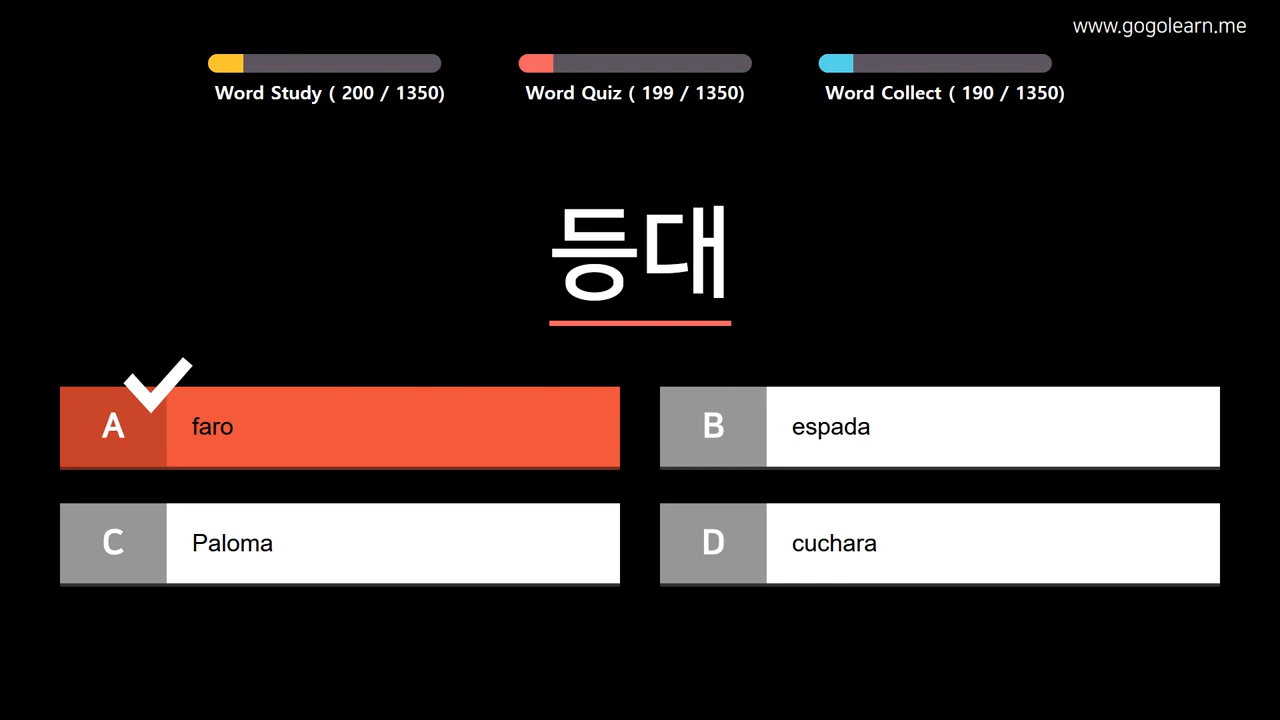 www.gogolearn.me
Word Study ( 200 / 1350)
Word Quiz ( 199 / 1350)
Word Collect ( 190 / 1350)
등대
A faro
B espada
C Paloma
D cuchara